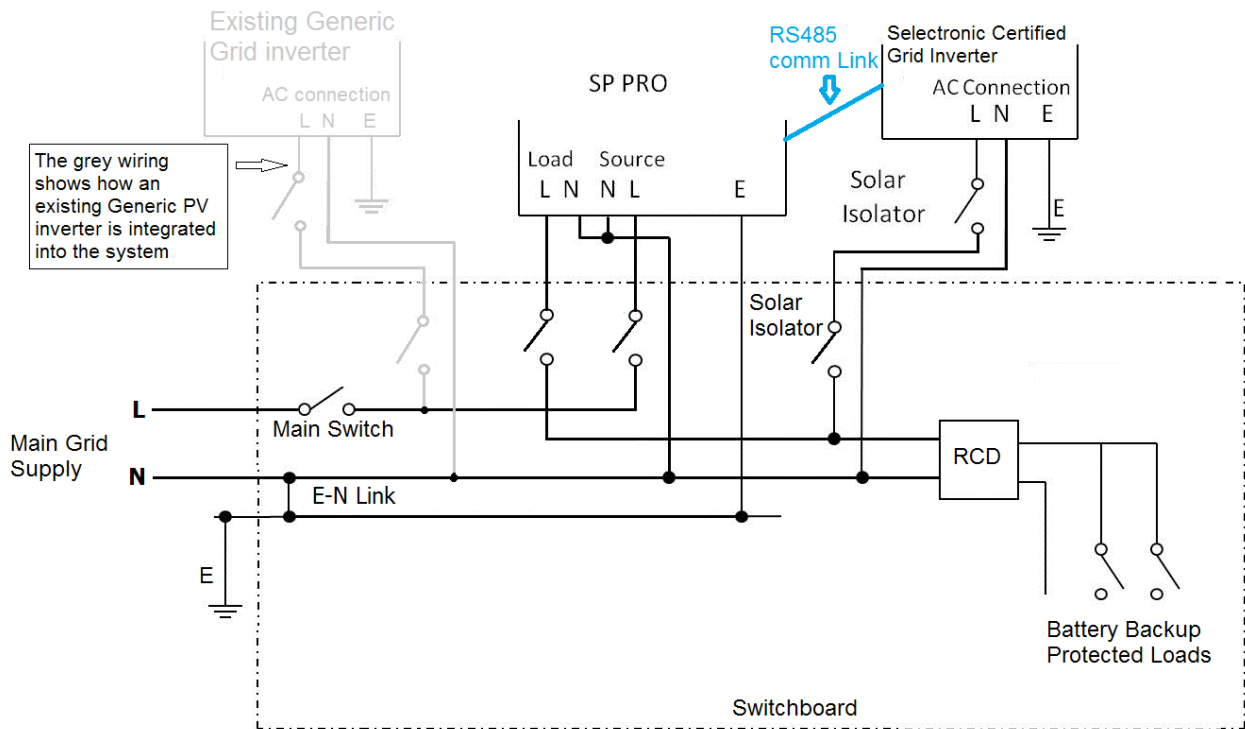 Existing Generic
Grid inverter
AC connection
L N E
The grey wiring
shows how an
existing Generic PV
inverter is integrated
into the system
SP PRO
Load Source
L N N L E
RS485
comm Link
Selectronic Certified
Grid Inverter
AC Connection
L N E
Solar
Isolator
E
Solar
Isolator
L
Main Switch
Main Grid
Supply
N
E-N Link
RCD
E
Battery Backup
Protected Loads
Switchboard